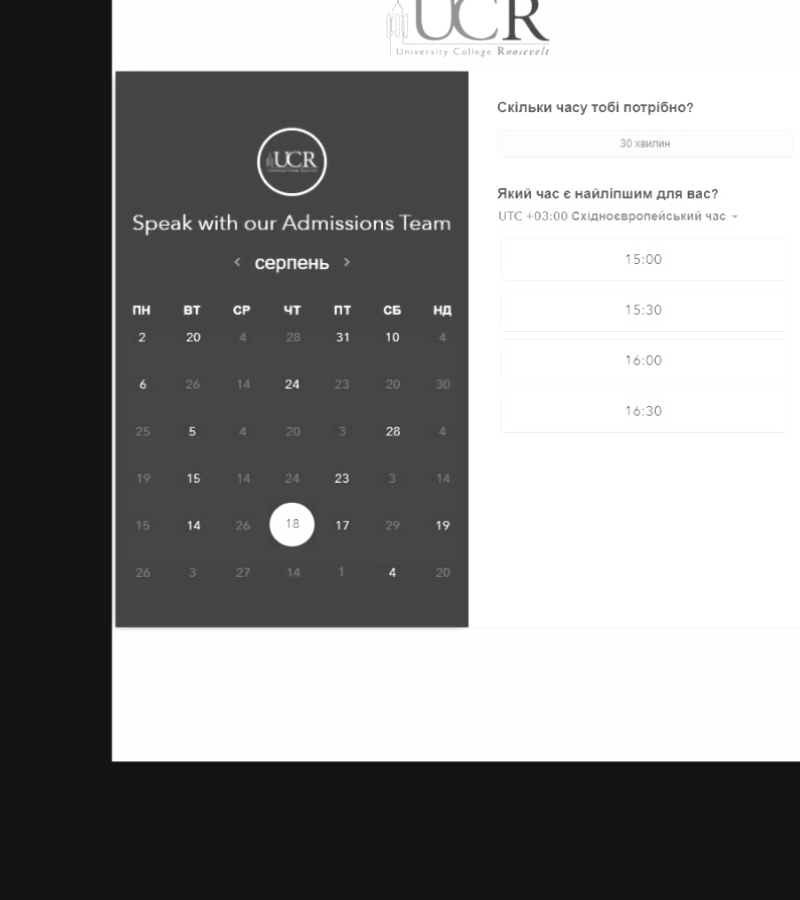 UCR
University College Roosevelt
UCR
Speak with our Admissions Team
< серпень >
ПН ВТ СР ЧТ ПТ СБ НД
2 20 4 28 31 10 4
6 26 14 24 23 20 30
25 5 4 20 3 28 4
19 15 14 24 23 3 14
15 14 26 18 17 29 19
26 3 27 14 1 4 20
Скільки часу тобі потрібно?
30 хвилин
Який час є найліпшим для вас?
UTC +03:00 Східноєвропейський час
15:00
15:30
16:00
16:30